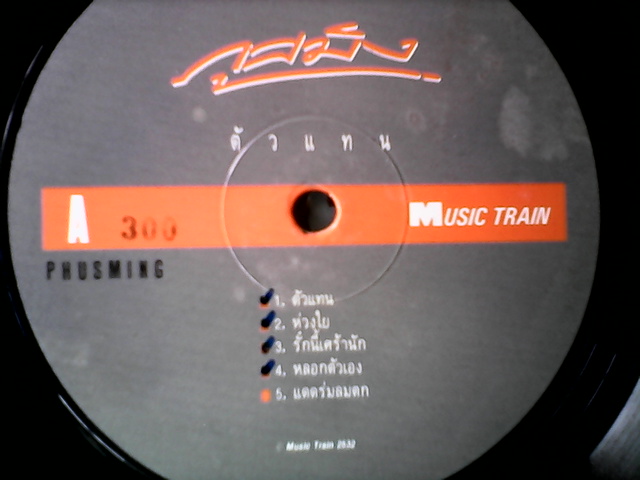 ภูสมิง
ตัวแทน
A 300 MUSIC TRAIN
PHUSMING
1. ตัวแทน
2. ห่วงใย
3. รักนี้เศร้านัก
4. หลอกตัวเอง
5. แดดร่มลมตก
Music Train 2532